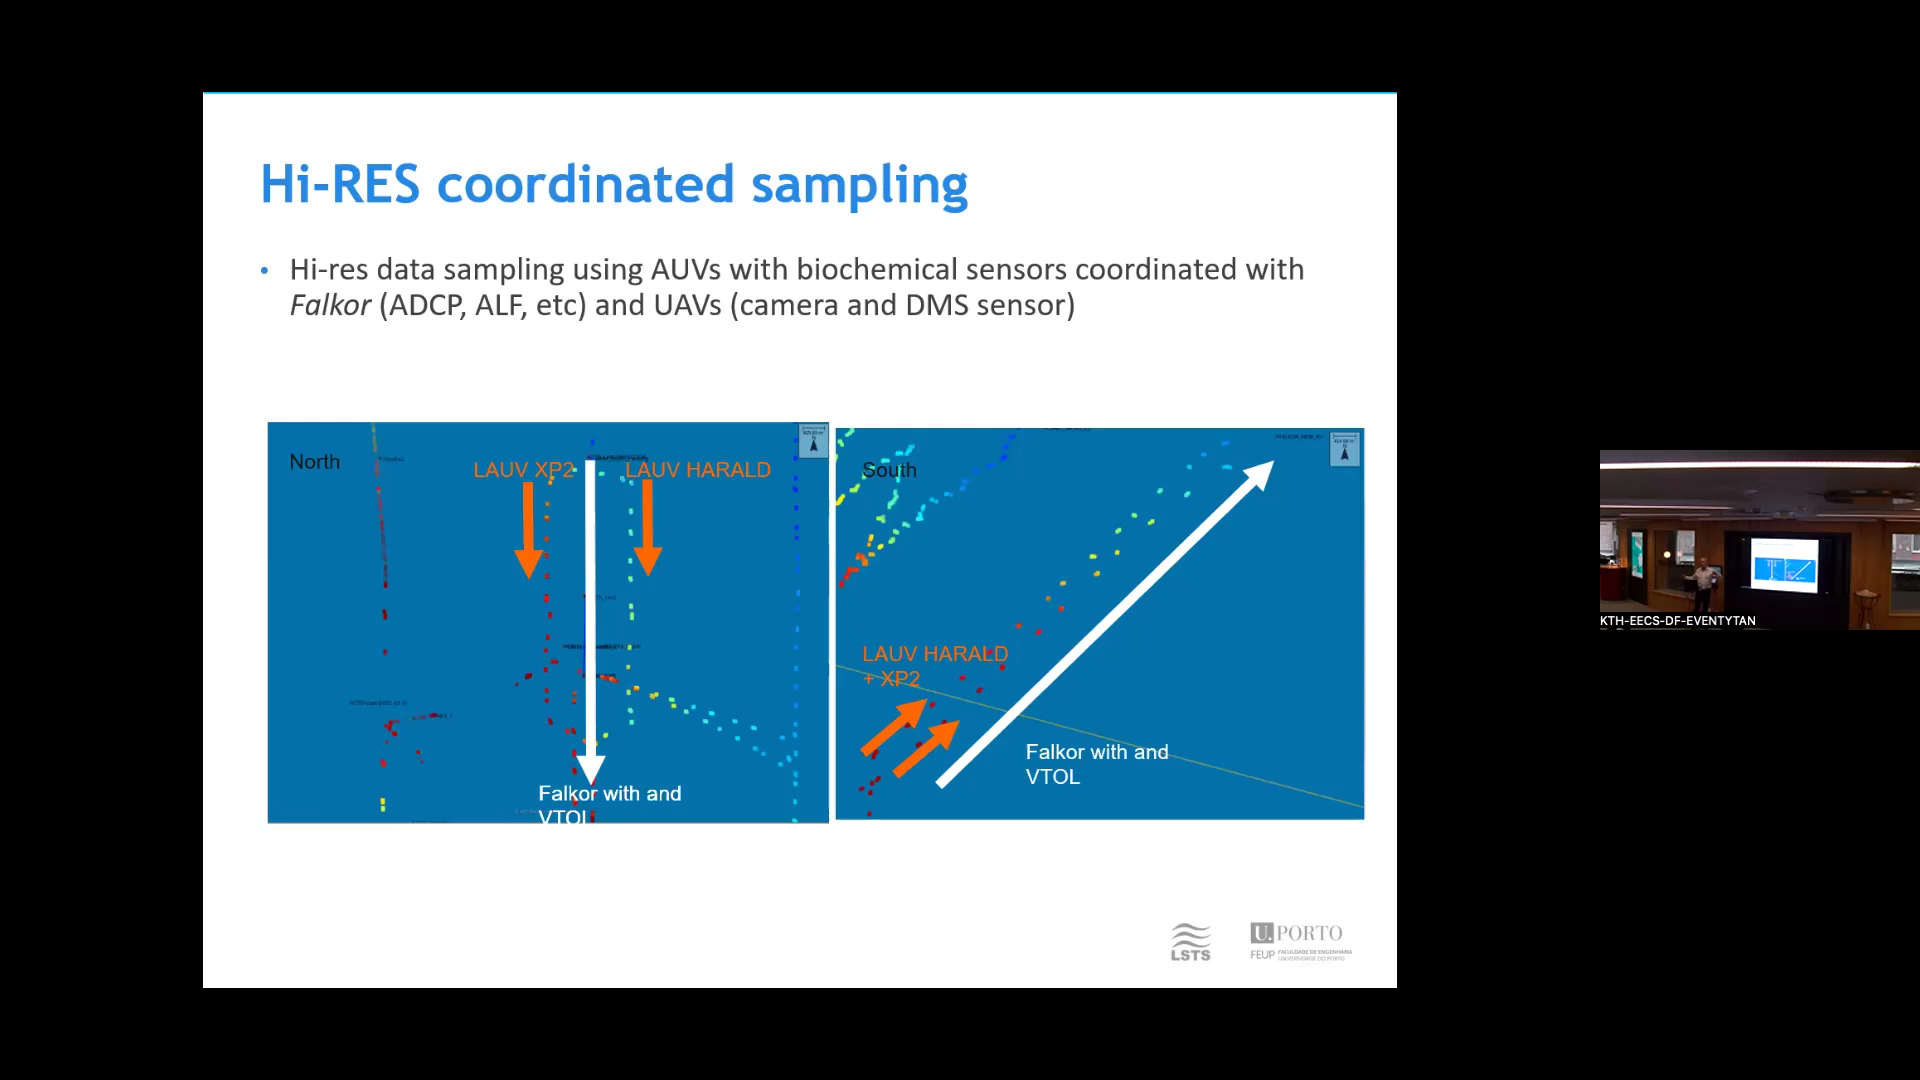 Hi-RES coordinated sampling
• Hi-res data sampling using AUVs with biochemical sensors coordinated with
Falkor (ADCP, ALF, etc) and UAVs (camera and DMS sensor)
North
LAUV XP2
LAUV HARALD
Falkor with and
VTOL
South
LAUV HARALD
+ XP2
Falkor with and
VTOL
LSTS
U. PORTO
FEUP FACULDADE DE ENGENHARIA
UNIVERSIDADE DO PORTO
KTH-EECS-DF-EVENTYTAN